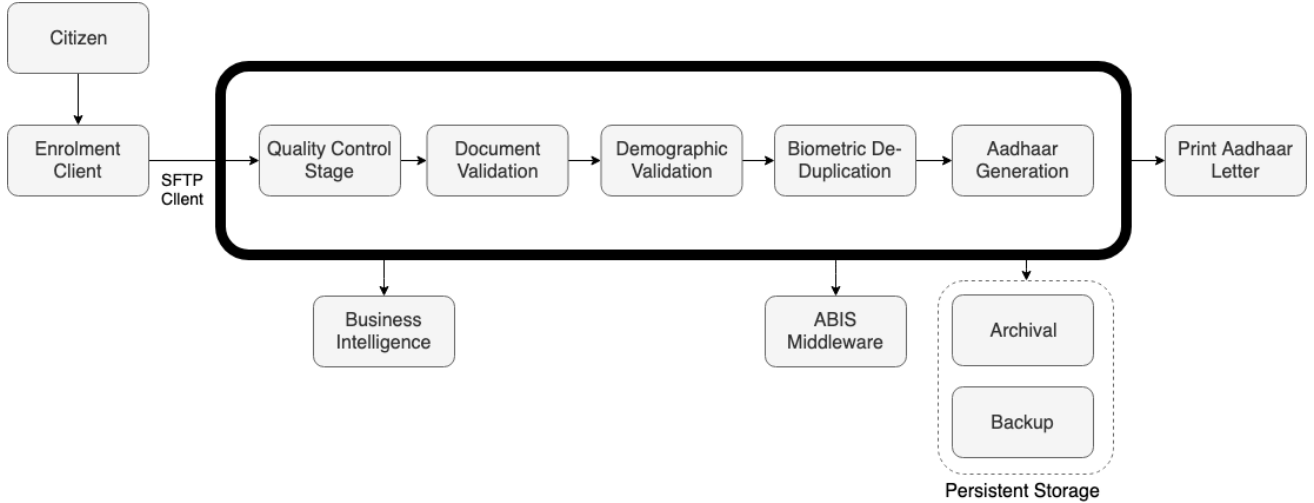 Citizen
Enrolment
Client
SFTP
Cllent
Quality Control
Stage
Document
Validation
Demographic
Validation
Biometric De-
Duplication
Aadhaar
Generation
Print Aadhaar
Letter
Business
Intelligence
ABIS
Middleware
Archival
Backup
Persistent Storage